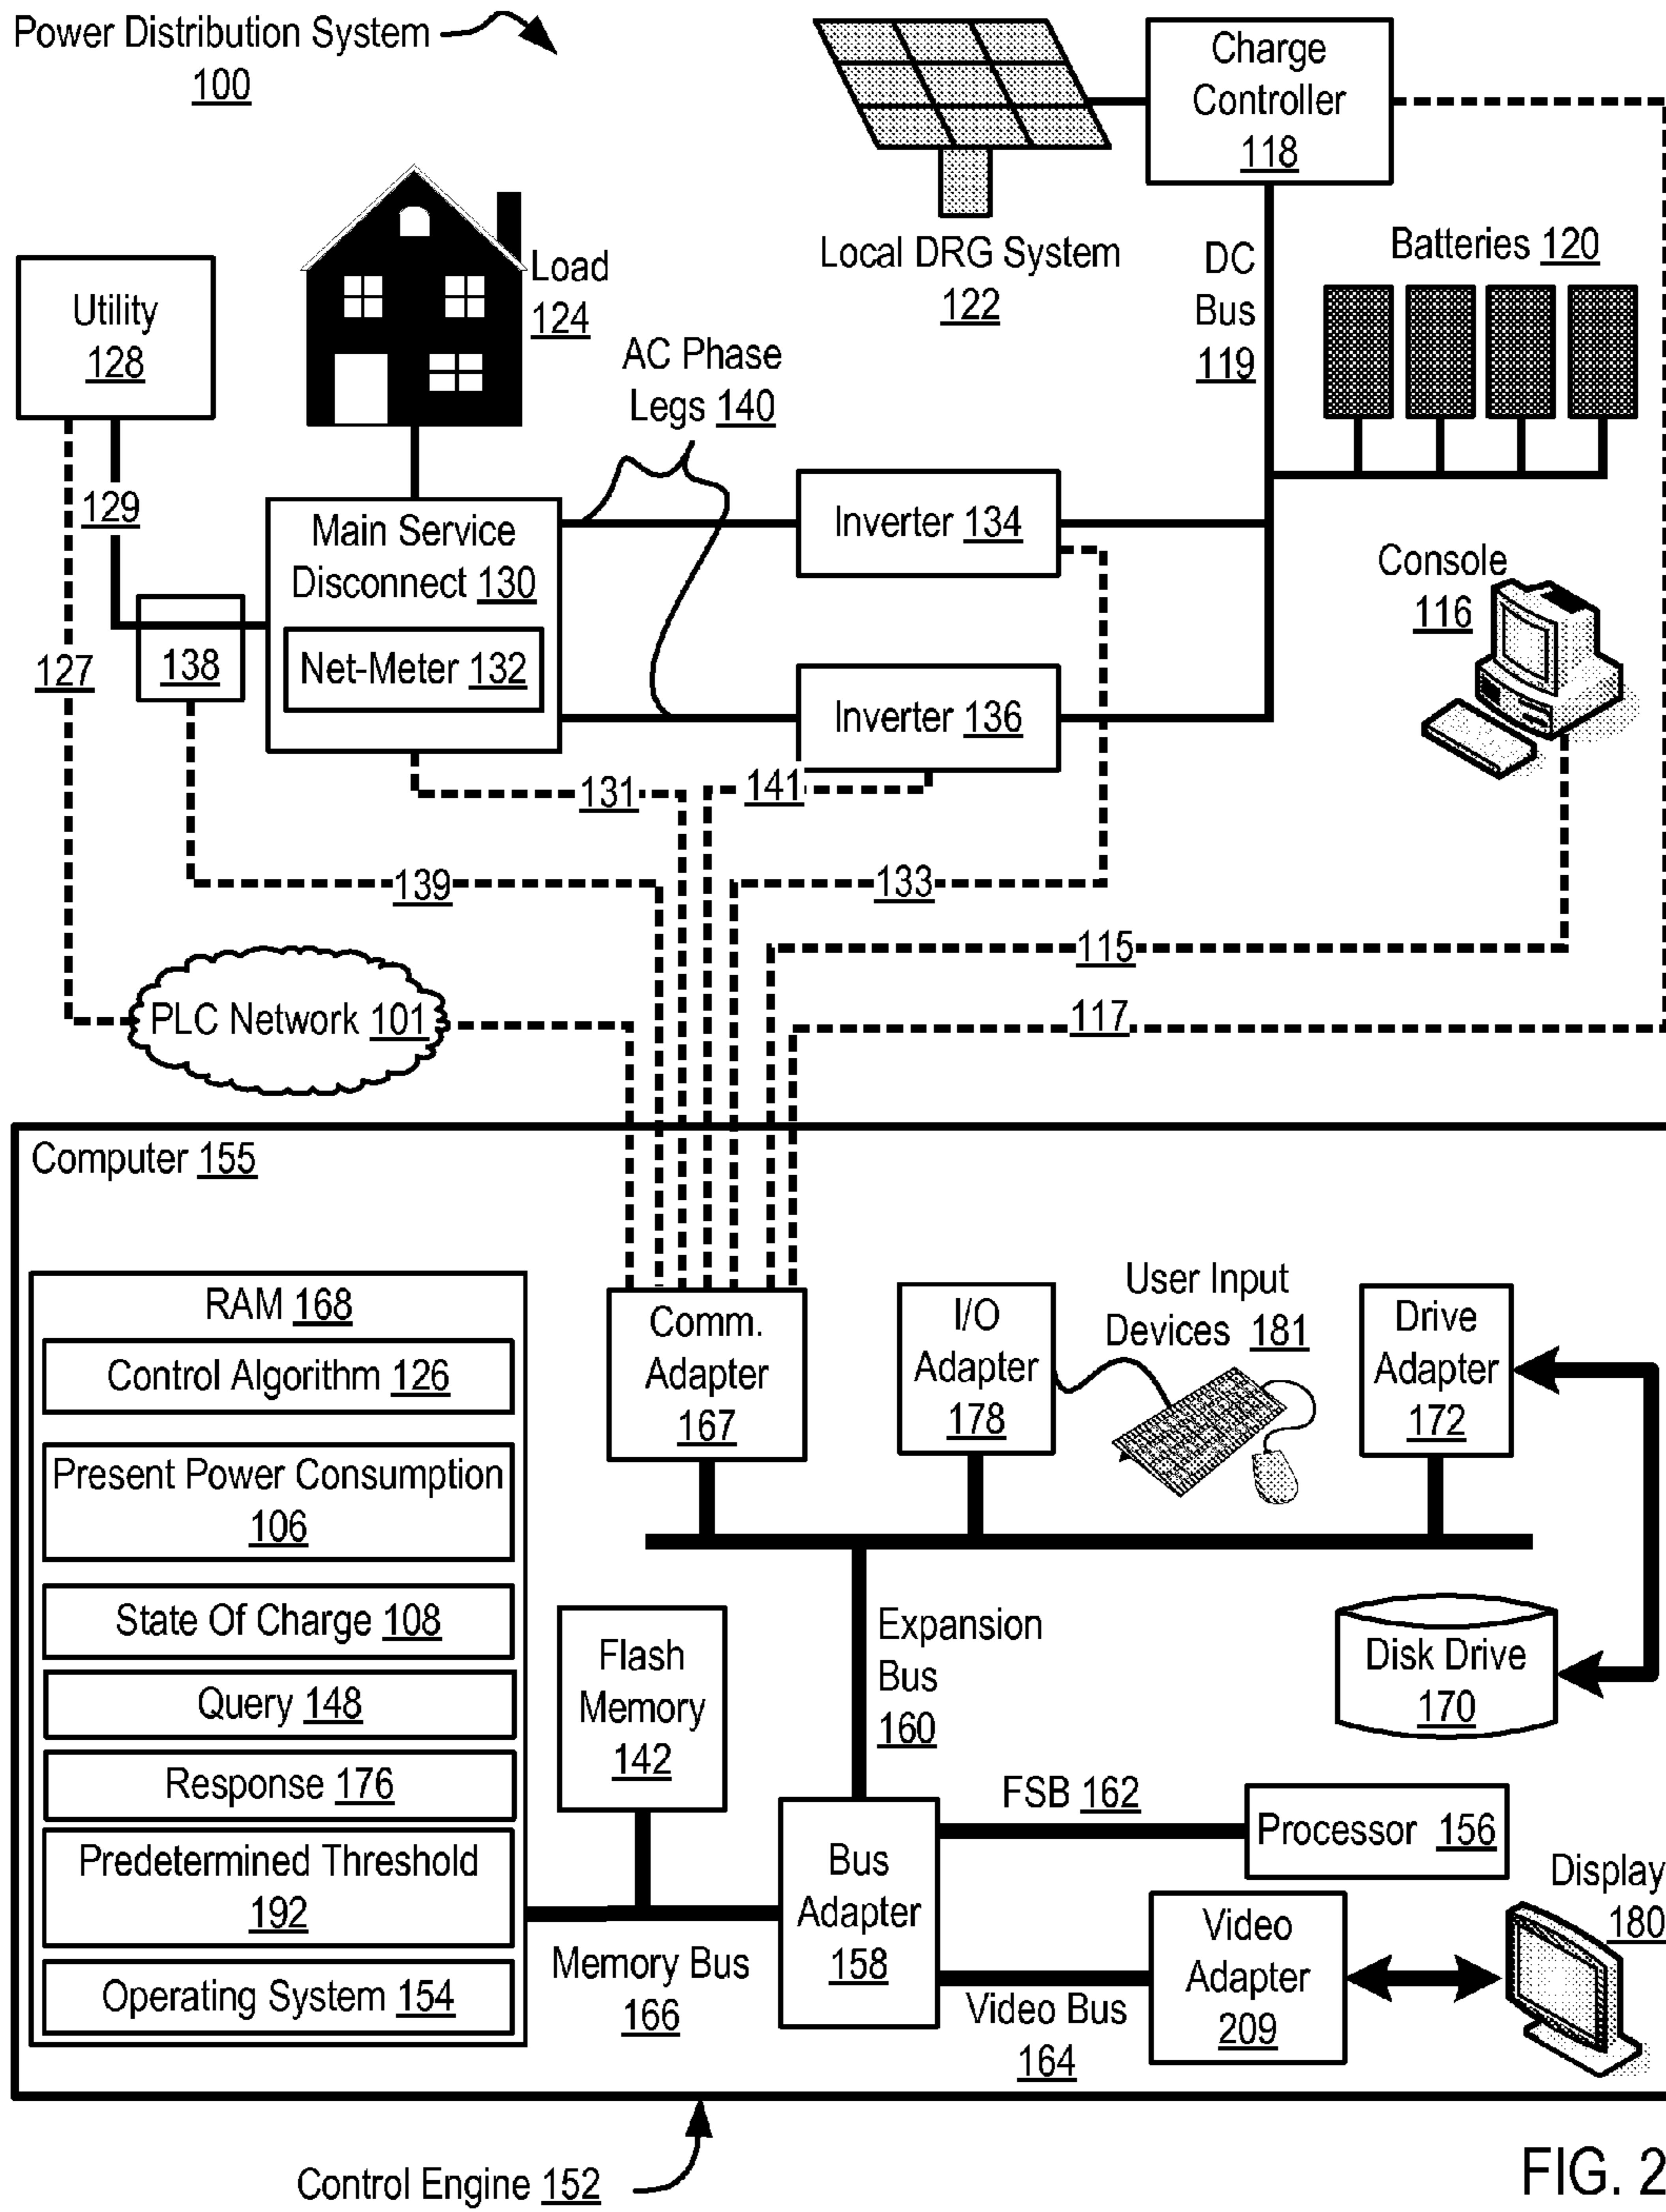 Power Distribution System
100
Charge
Controller
118
Local DRG System
122
DC
Bus
119
Batteries 120
Load
124
Utility
128
AC Phase
Legs 140
129
Main Service
Disconnect 130
Net-Meter 132
Inverter 134
Inverter 136
Console
116
127
138
131
141
139
133
115
PLC Network 101
117
Computer 155
RAM 168
Control Algorithm 126
Present Power Consumption
106
State Of Charge 108
Query 148
Response 176
Predetermined Threshold
192
Operating System 154
Comm.
Adapter
167
I/O
Adapter
178
User Input
Devices 181
Drive
Adapter
172
Flash
Memory
142
Expansion
Bus
160
Disk Drive
170
FSB 162
Processor 156
Bus
Adapter
158
Memory Bus
166
Video Bus
164
Video
Adapter
209
Display
180
Control Engine 152
FIG. 2